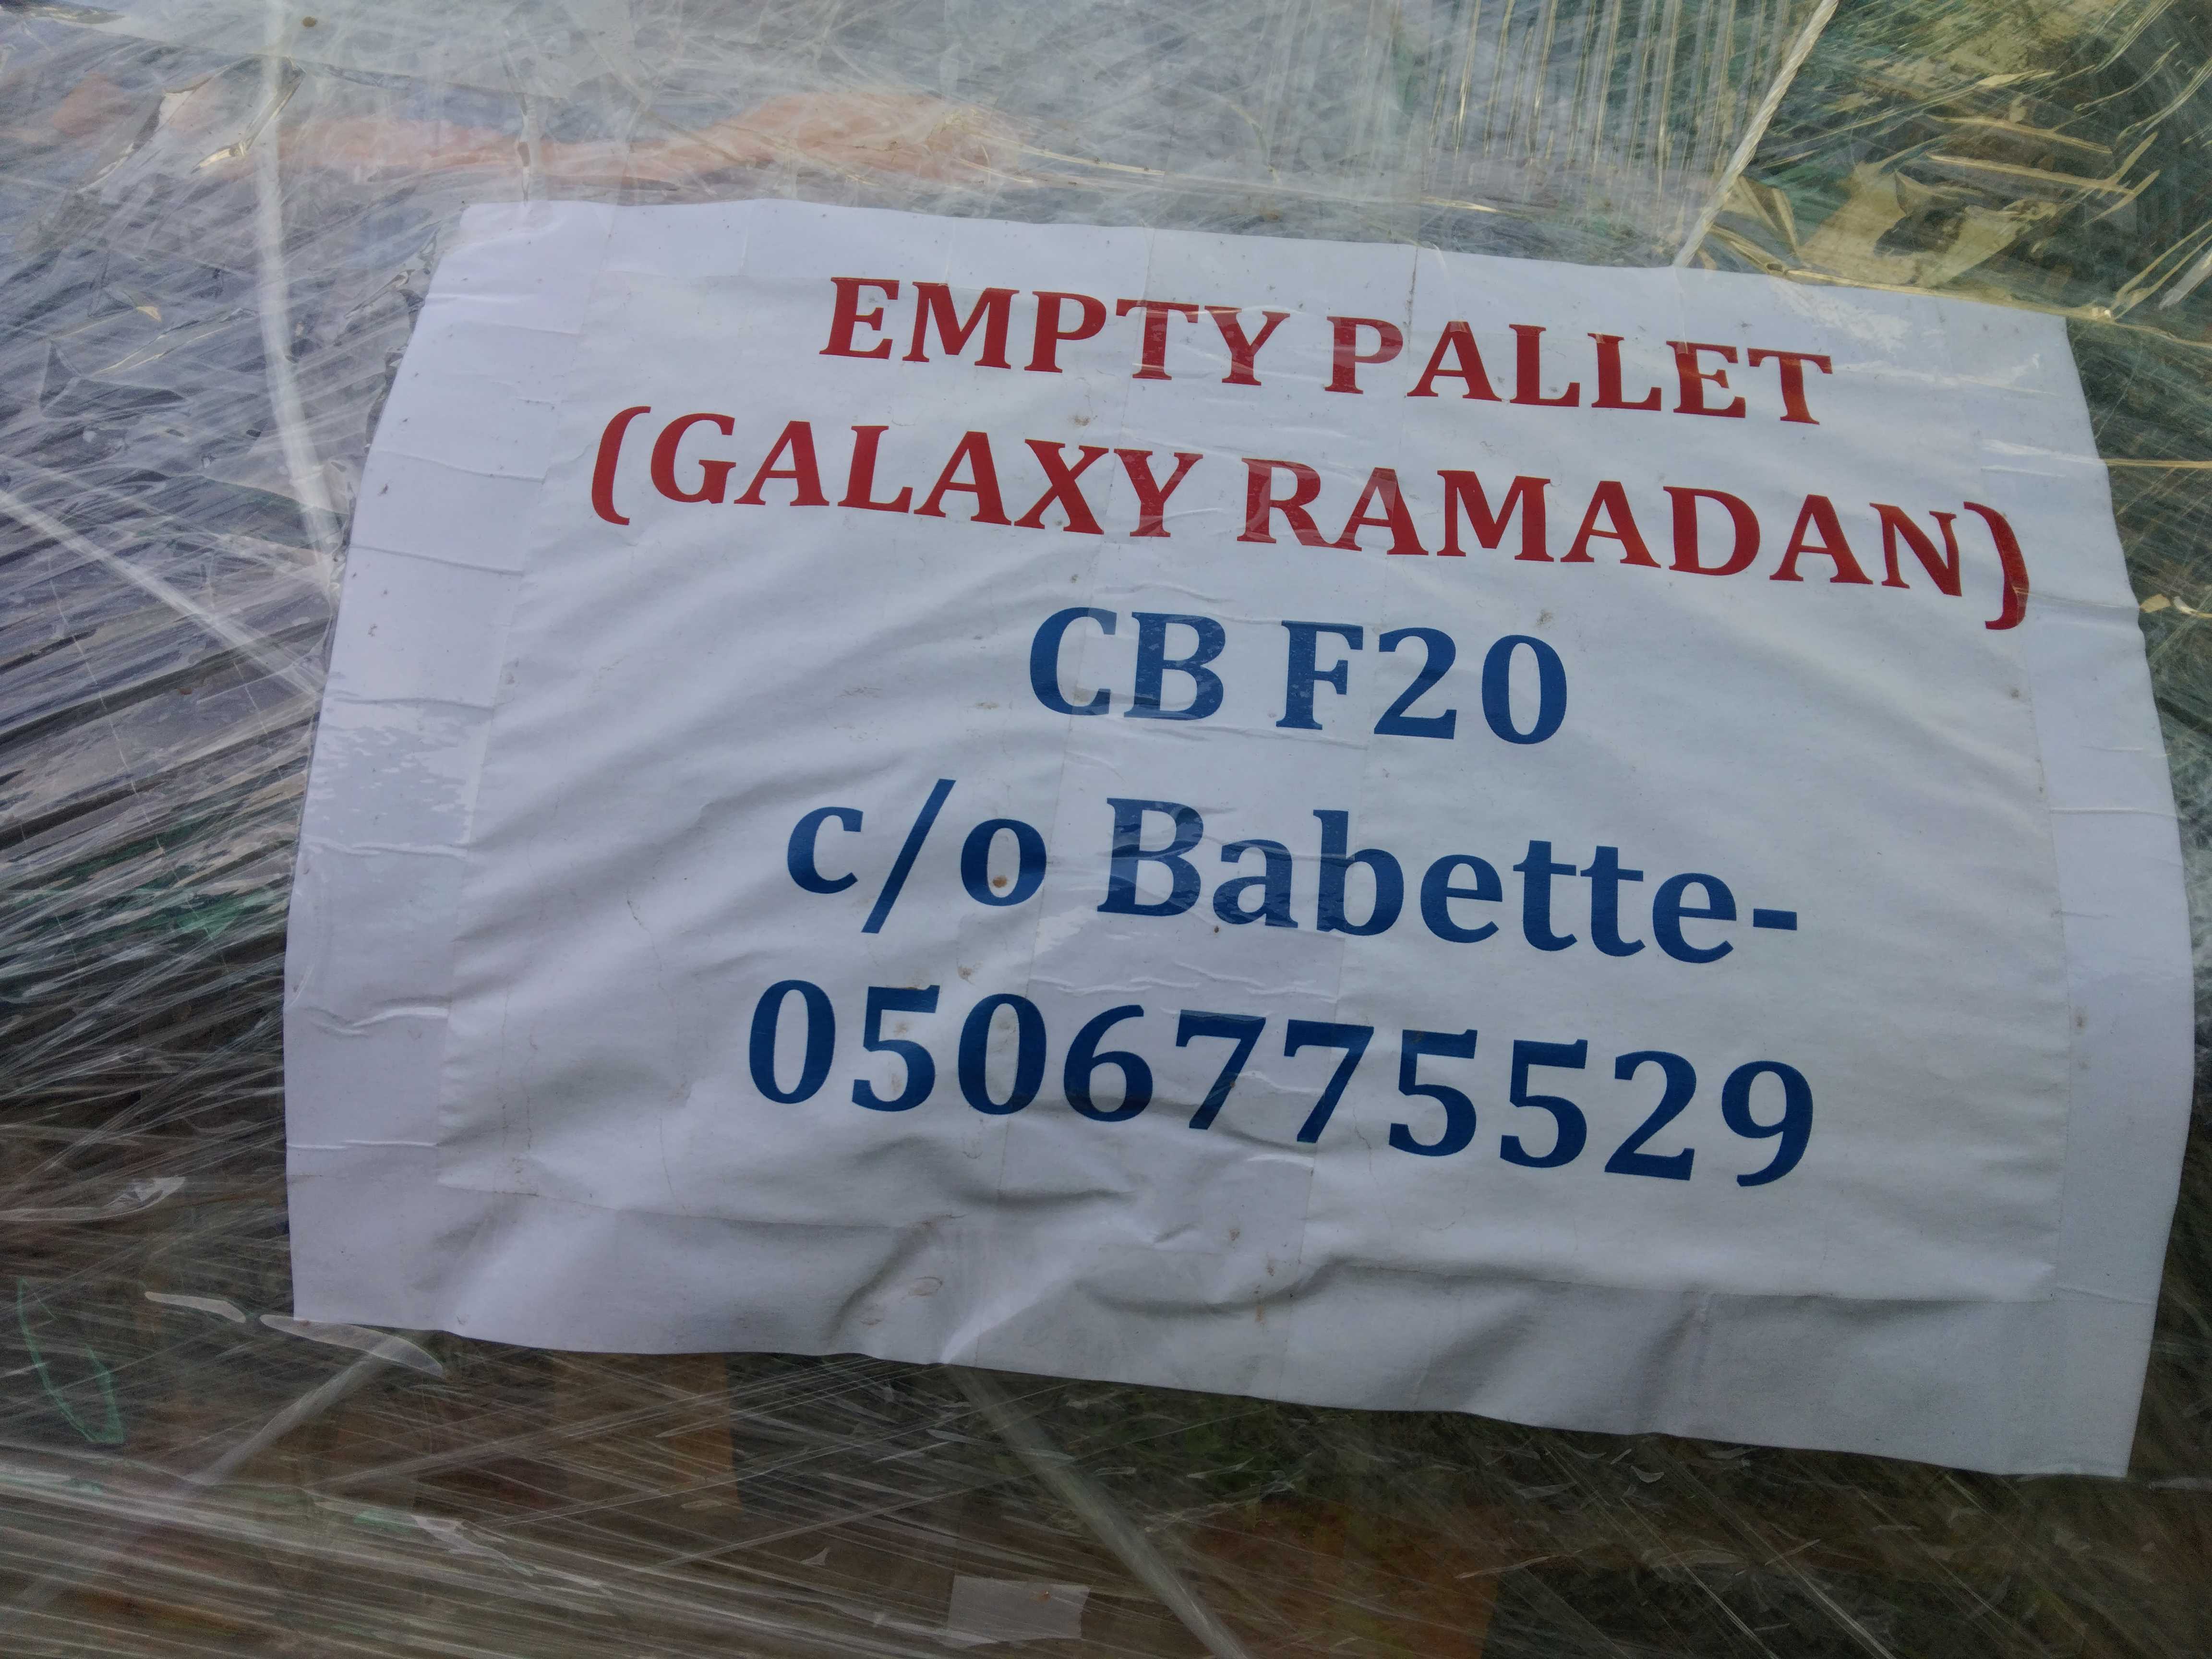 EMPTY PALLET
(GALAXY RAMADAN)
CB F20
c/o Babette-
0506775529